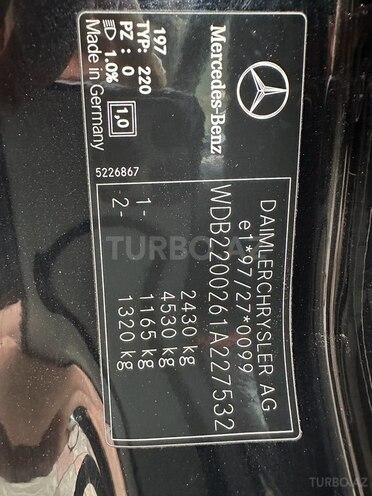 Mercedes-Benz
197
TYP: 220
PZ : 0
1.0%
1,0
Made in Germany
5226867
DAIMLERCHRYSLER AG
e1*97/27*0099
WDB2200261A227532
2430 kg
4530 kg
1- 1165 kg
2- 1320 kg
TURBO.AZ
TURBO.AZ